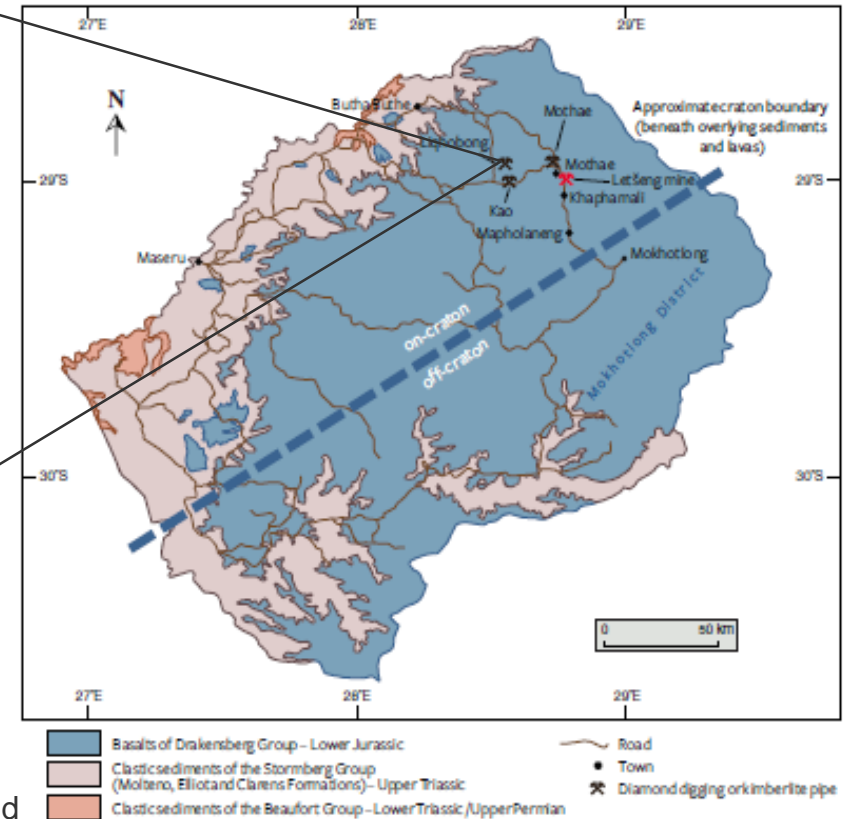 27°E
28°E
29°E
N
Butha Buthe
Mothae
Approximate craton boundary
(beneath overlying sediments
and lavas)
Liqhobong
29°S
Mothae
29°S
Letšeng mine
Kao
Khaphamali
Mapholaneng
Maseru
Mokhotlong
Mokhotlong District
on-craton
off-craton
30°S
30°S
0 50 km
27°E
28°E
29°E
Basalts of Drakensberg Group – Lower Jurassic
Road
Clastic sediments of the Stormberg Group
(Molteno, Elliot and Clarens Formations) – Upper Triassic
Town
Diamond digging or kimberlite pipe
d
Clastic sediments of the Beaufort Group – Lower Triassic / Upper Permian